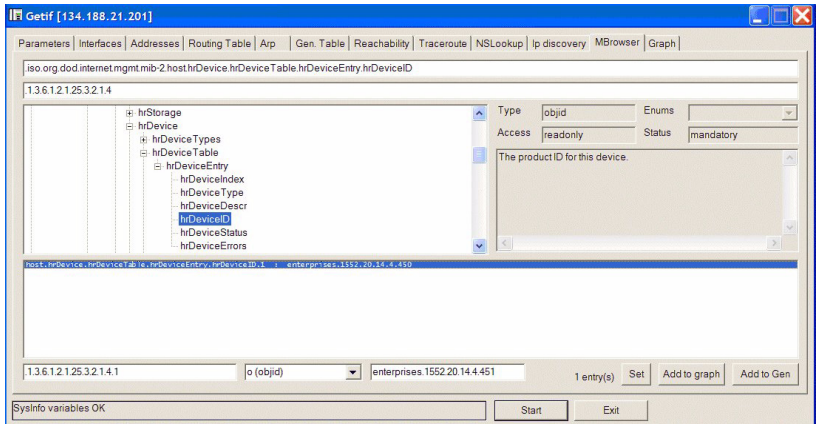 Getif [134.188.21.201]
Parameters Interfaces Addresses Routing Table Arp Gen. Table Reachability Traceroute NSLookup Ip discovery MBrowser Graph
.iso.org.dod.internet.mgmt.mib-2.host.hrDevice.hrDeviceTable.hrDeviceEntry.hrDeviceID
.1.3.6.1.2.1.25.3.2.1.4
hrStorage
hrDevice
hrDeviceTypes
hrDeviceTable
hrDeviceEntry
hrDeviceIndex
hrDeviceType
hrDeviceDescr
hrDeviceID
hrDeviceStatus
hrDeviceErrors
Type objid Enums
Access readonly Status mandatory
The product ID for this device.
host.hrDevice.hrDeviceTable.hrDeviceEntry.hrDeviceID.1 : enterprises.1552.20.14.4.450
.1.3.6.1.2.1.25.3.2.1.4.1 o (objid) enterprises.1552.20.14.4.451 1 entry(s) Set Add to graph Add to Gen
SysInfo variables OK Start Exit